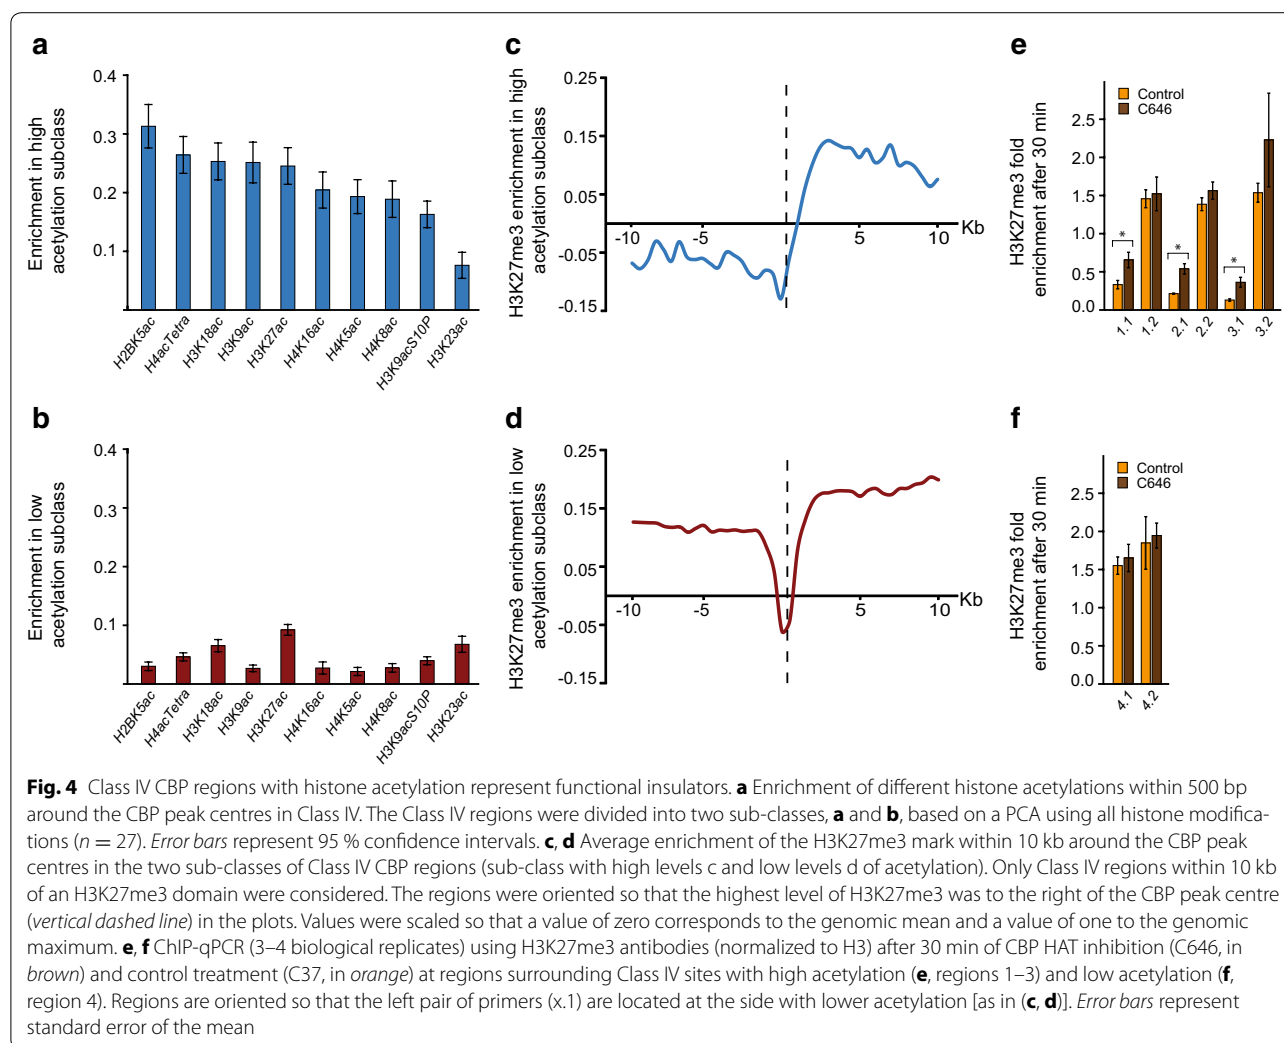 a
Enrichment in high
acetylation subclass
0.4
0.3
0.2
0.1
H2BK5ac
H4acTetra
H3K18ac
H3K9ac
H3K27ac
H4K16ac
H4K5ac
H4K8ac
H3K9acS10P
H3K23ac
c
H3K27me3 enrichment in high
acetylation subclass
0.25
0.15
0.05
-0.05
-0.15
-10
-5
5
10
Kb
e
H3K27me3 fold
enrichment after 30 min
Control
C646
2.5
2.0
1.5
1.0
0.5
0.0
*
*
*
1.1
1.2
2.1
2.2
3.1
3.2
b
Enrichment in low
acetylation subclass
0.4
0.3
0.2
0.1
H2BK5ac
H4acTetra
H3K18ac
H3K9ac
H3K27ac
H4K16ac
H4K5ac
H4K8ac
H3K9acS10P
H3K23ac
d
H3K27me3 enrichment in low
acetylation subclass
0.25
0.15
0.05
-0.05
-0.15
-10
-5
5
10
Kb
f
H3K27me3 fold
enrichment after 30 min
Control
C646
2.5
2.0
1.5
1.0
0.5
0.0
4.1
4.2
Fig. 4 Class IV CBP regions with histone acetylation represent functional insulators. a Enrichment of different histone acetylations within 500 bp
around the CBP peak centres in Class IV. The Class IV regions were divided into two sub-classes, a and b, based on a PCA using all histone modifica-
tions (n = 27). Error bars represent 95 % confidence intervals. c, d Average enrichment of the H3K27me3 mark within 10 kb around the CBP peak
centres in the two sub-classes of Class IV CBP regions (sub-class with high levels c and low levels d of acetylation). Only Class IV regions within 10 kb
of an H3K27me3 domain were considered. The regions were oriented so that the highest level of H3K27me3 was to the right of the CBP peak centre
(vertical dashed line) in the plots. Values were scaled so that a value of zero corresponds to the genomic mean and a value of one to the genomic
maximum. e, f ChIP-qPCR (3–4 biological replicates) using H3K27me3 antibodies (normalized to H3) after 30 min of CBP HAT inhibition (C646, in
brown) and control treatment (C37, in orange) at regions surrounding Class IV sites with high acetylation (e, regions 1–3) and low acetylation (f,
region 4). Regions are oriented so that the left pair of primers (x.1) are located at the side with lower acetylation [as in (c, d)]. Error bars represent
standard error of the mean